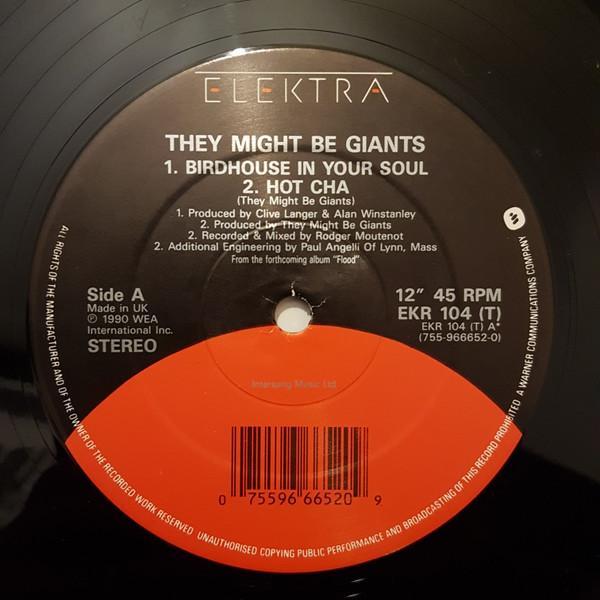 ELEKTRA
THEY MIGHT BE GIANTS
1. BIRDHOUSE IN YOUR SOUL
2. HOT CHA
(They Might Be Giants)
1. Produced by Clive Langer & Alan Winstanley
2. Produced by They Might Be Giants
2. Recorded & Mixed by Rodger Moutenot
2. Additional Engineering by Paul Angelli Of Lynn, Mass
From the forthcoming album "Flood"
Side A
Made in UK
℗ 1990 WEA
International Inc.
STEREO
12" 45 RPM
EKR 104 (T)
EKR 104 (T) A*
(755-966652-0)
Intersong Music Ltd
0 75596 66520 9
ALL RIGHTS OF THE MANUFACTURER AND OF THE OWNER OF THE RECORDED WORK RESERVED UNAUTHORISED COPYING PUBLIC PERFORMANCE AND BROADCASTING OF THIS RECORD PROHIBITED A WARNER COMMUNICATIONS COMPANY